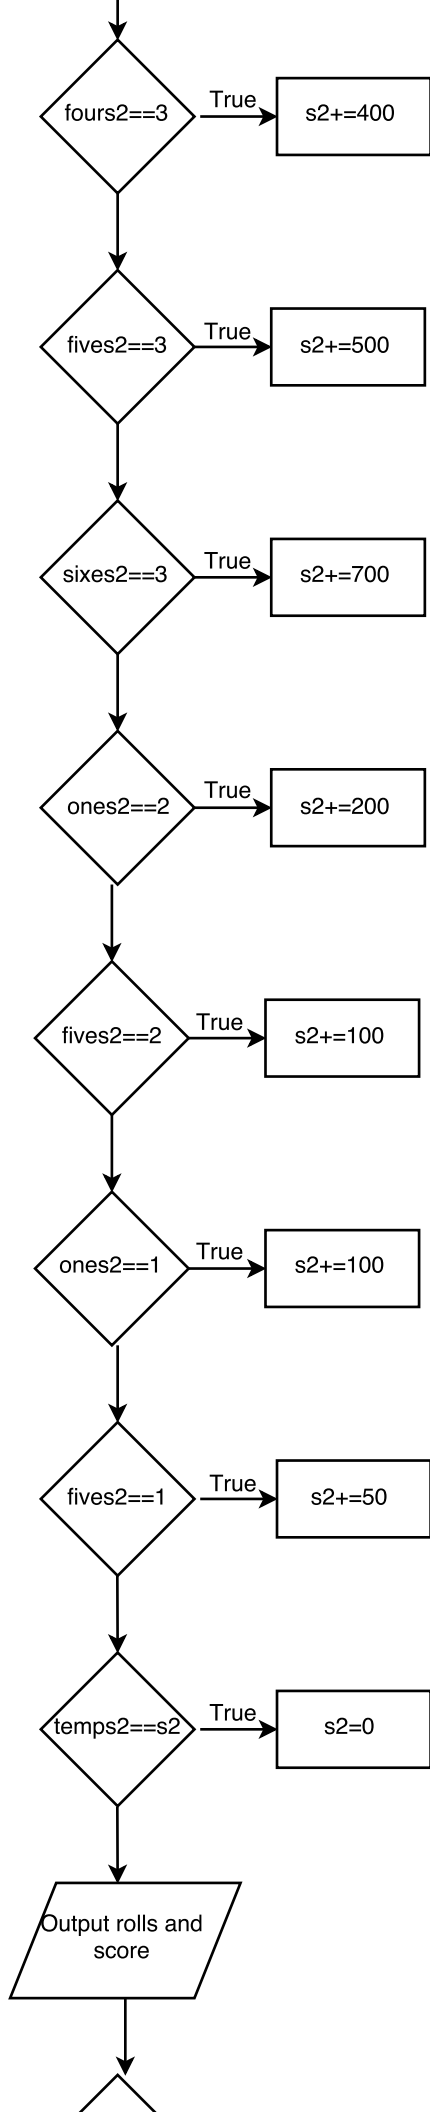 fours2==3
True
s2+=400
fives2==3
True
s2+=500
sixes2==3
True
s2+=700
ones2==2
True
s2+=200
fives2==2
True
s2+=100
ones2==1
True
s2+=100
fives2==1
True
s2+=50
temps2==s2
True
s2=0
Output rolls and
score